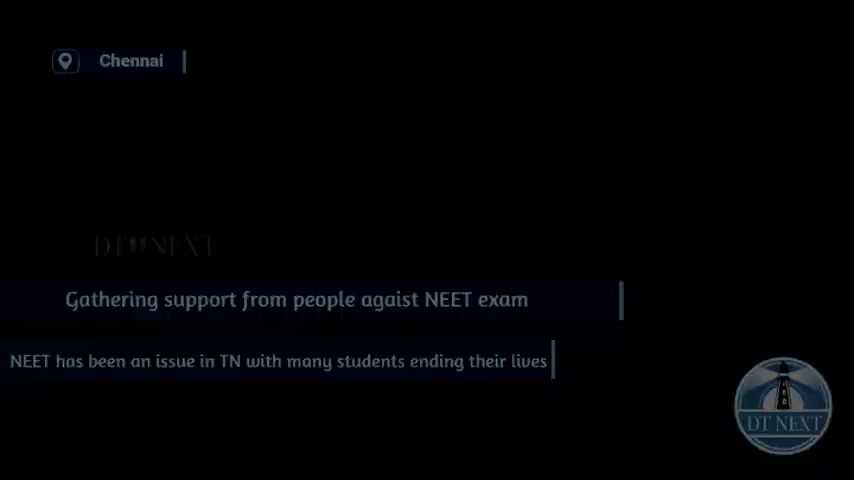 Chennai
DT NEXT
Gathering support from people agaist NEET exam
NEET has been an issue in TN with many students ending their lives
DT NEXT